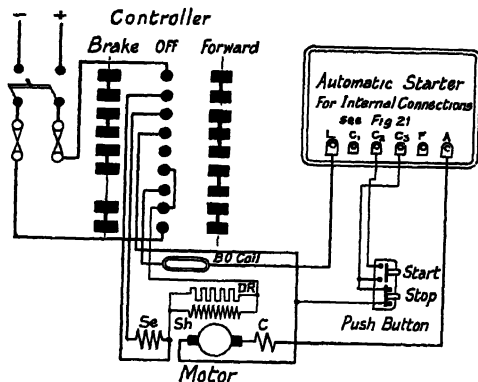 Controller
− +
Brake OFF Forward
Automatic Starter
For Internal Connections
see Fig 21
L C₁ C₂ C₃ F A
BO Coil
Start
Stop
Push Button
DR
Se Sh C
Motor